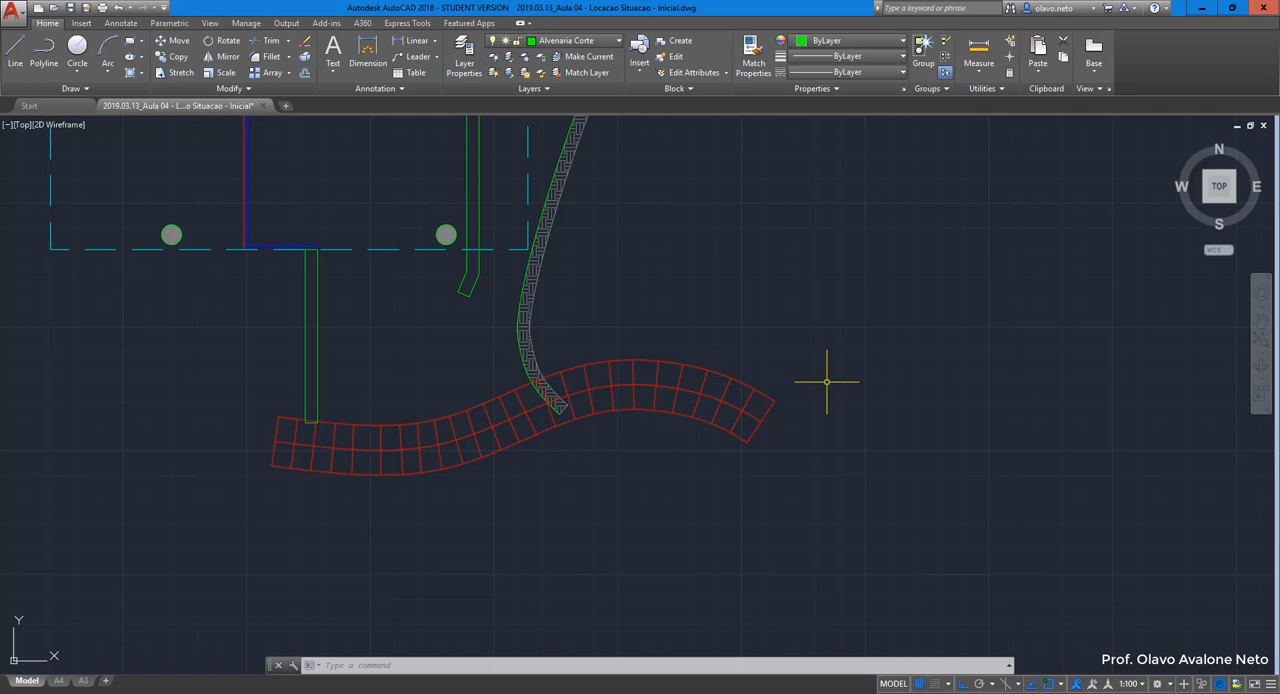 Autodesk AutoCAD 2018 - STUDENT VERSION 2019.03.13_Aula 04 - Locacao Situacao - Inicial.dwg
Type a keyword or phrase
olavo.neto
Home Insert Annotate Parametric View Manage Output Add-ins A360 Express Tools Featured Apps
Line Polyline Circle Arc
Move Rotate Trim
Copy Mirror Fillet
Stretch Scale Array
Text Dimension
Linear
Leader
Table
Layer Properties
Alvenaria Corte
Make Current
Match Layer
Insert
Create
Edit
Edit Attributes
Match Properties
ByLayer
ByLayer
ByLayer
Group
Measure
Paste
Base
Draw Modify Annotation Layers Block Properties Groups Utilities Clipboard View
Start 2019.03.13_Aula 04 - L...o Situacao - Inicial*
[−][Top][2D Wireframe]
N
W TOP E
S
WCS
Y
X
Type a command
Prof. Olavo Avalone Neto
Model A4 A3
MODEL 1:100